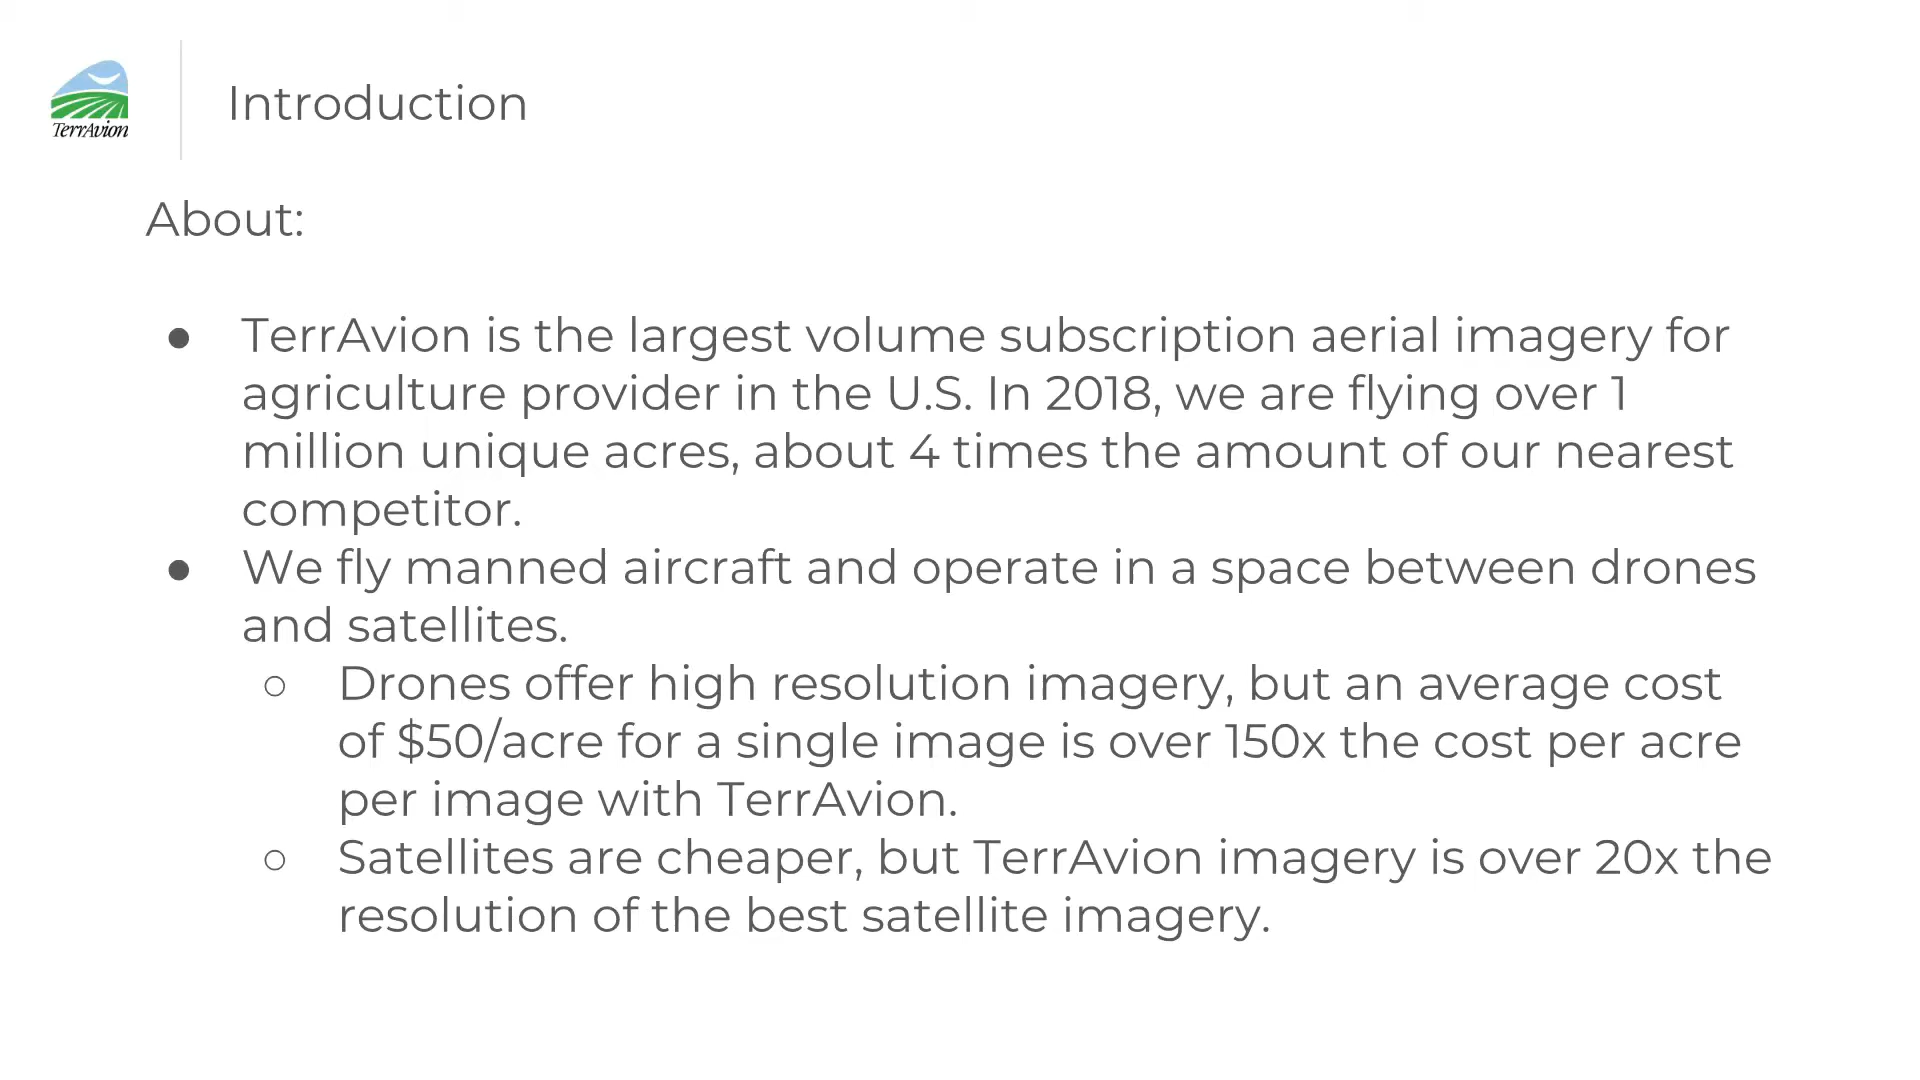 TerrAvion
Introduction
About:
● TerrAvion is the largest volume subscription aerial imagery for
agriculture provider in the U.S. In 2018, we are flying over 1
million unique acres, about 4 times the amount of our nearest
competitor.
● We fly manned aircraft and operate in a space between drones
and satellites.
○ Drones offer high resolution imagery, but an average cost
of $50/acre for a single image is over 150x the cost per acre
per image with TerrAvion.
○ Satellites are cheaper, but TerrAvion imagery is over 20x the
resolution of the best satellite imagery.